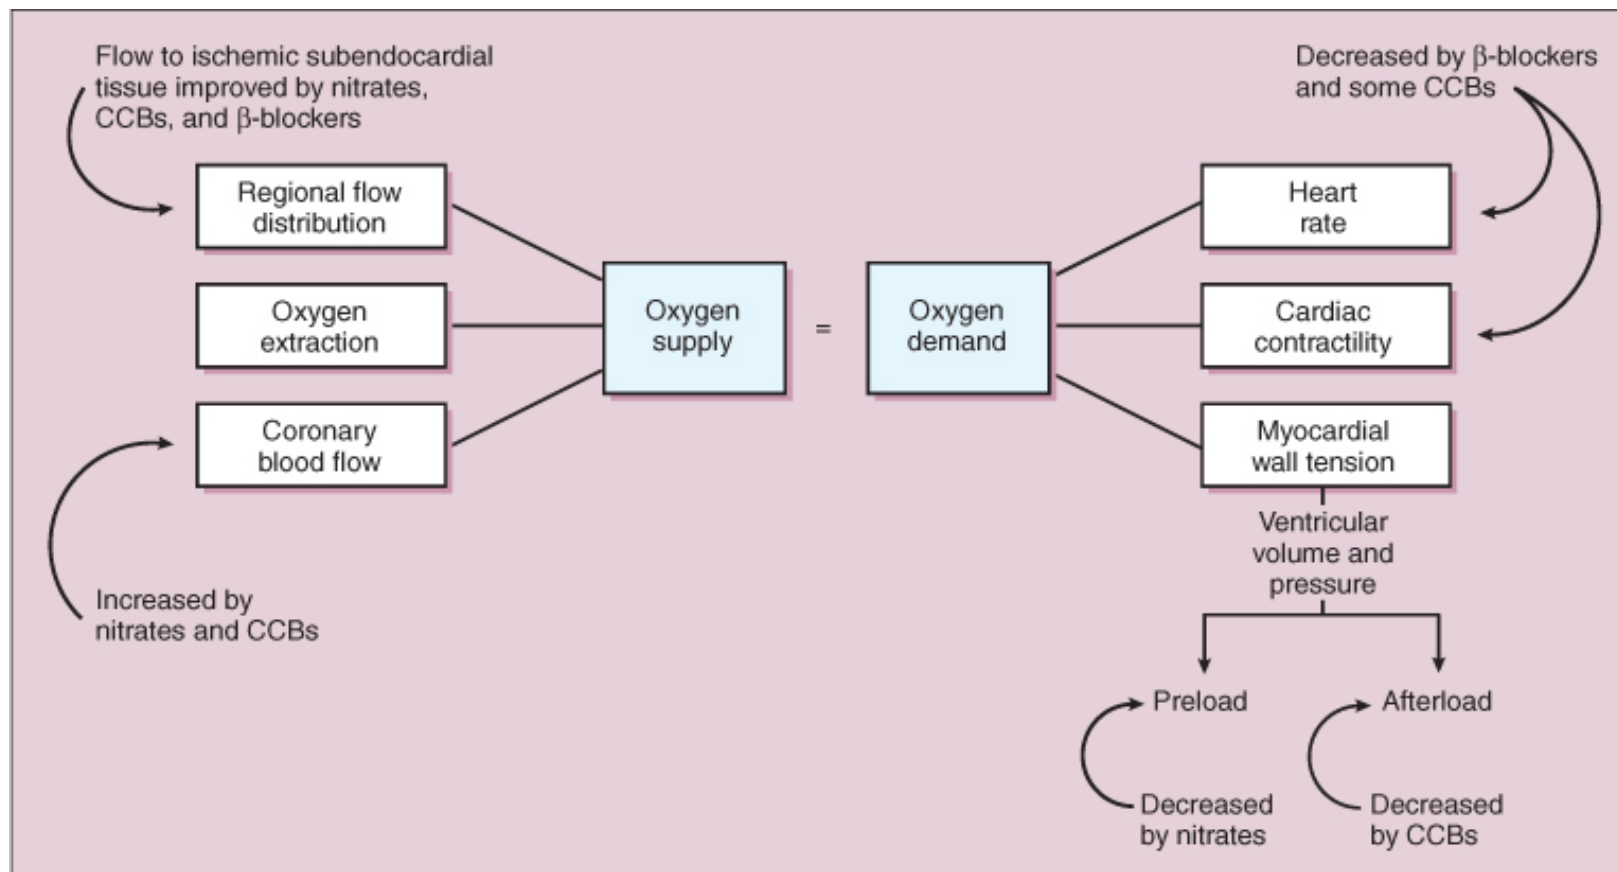 Flow to ischemic subendocardial
tissue improved by nitrates,
CCBs, and β-blockers
Regional flow
distribution
Oxygen
extraction
Coronary
blood flow
Increased by
nitrates and CCBs
Oxygen
supply
=
Oxygen
demand
Decreased by β-blockers
and some CCBs
Heart
rate
Cardiac
contractility
Myocardial
wall tension
Ventricular
volume and
pressure
Preload
Afterload
Decreased
by nitrates
Decreased
by CCBs